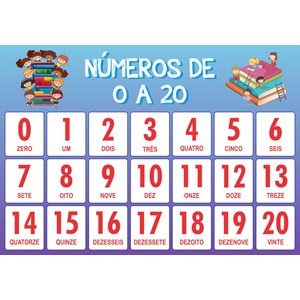 NÚMEROS DE
0 A 20
0 1 2 3 4 5 6
ZERO UM DOIS TRÊS QUATRO CINCO SEIS
7 8 9 10 11 12 13
SETE OITO NOVE DEZ ONZE DOZE TREZE
14 15 16 17 18 19 20
QUATORZE QUINZE DEZESSEIS DEZESSETE DEZOITO DEZENOVE VINTE